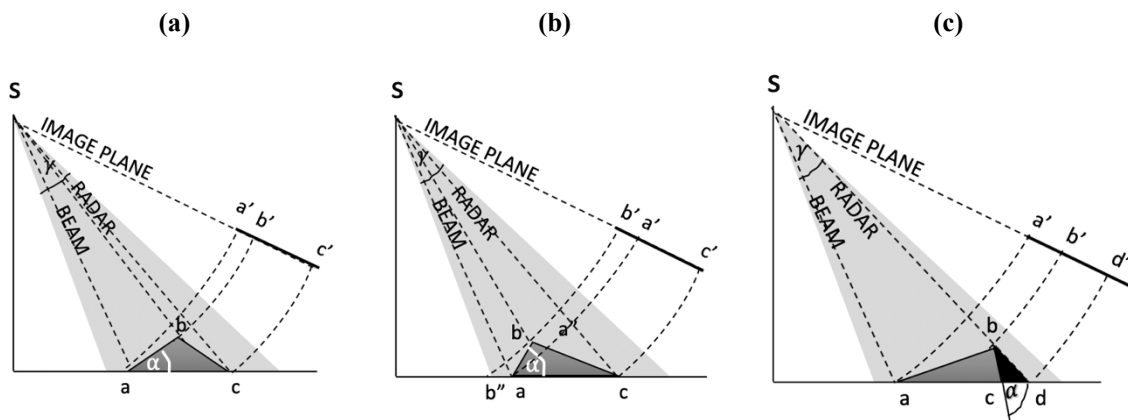 (a) (b) (c)
S
IMAGE PLANE
γ
RADAR
BEAM
a' b'
c'
b
α
a c
S
IMAGE PLANE
γ
RADAR
BEAM
b' a'
c'
b a"
α
b" a c
S
IMAGE PLANE
γ
RADAR
BEAM
a'
b'
d'
b
a c α d